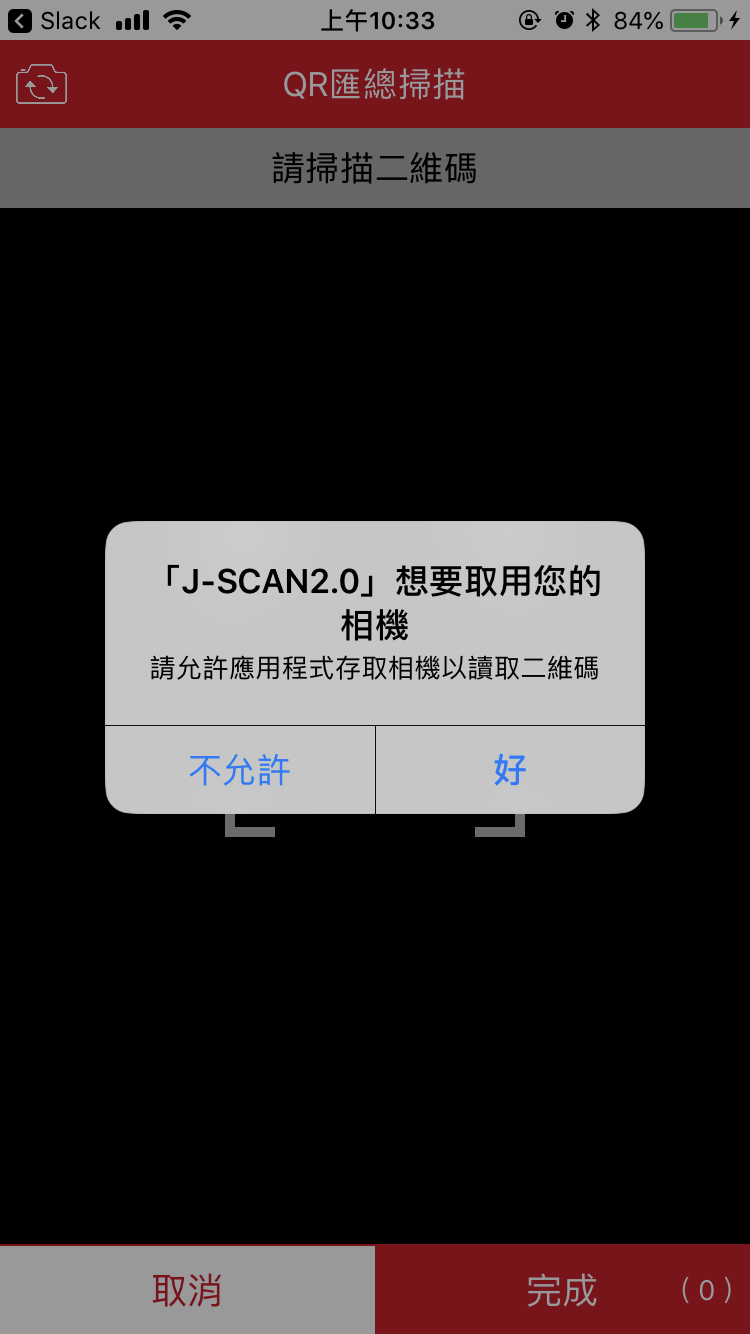 Slack 上午10:33 84%
QR匯總掃描
請掃描二維碼
「J-SCAN2.0」想要取用您的
相機
請允許應用程式存取相機以讀取二維碼
不允許 好
取消 完成 （0）